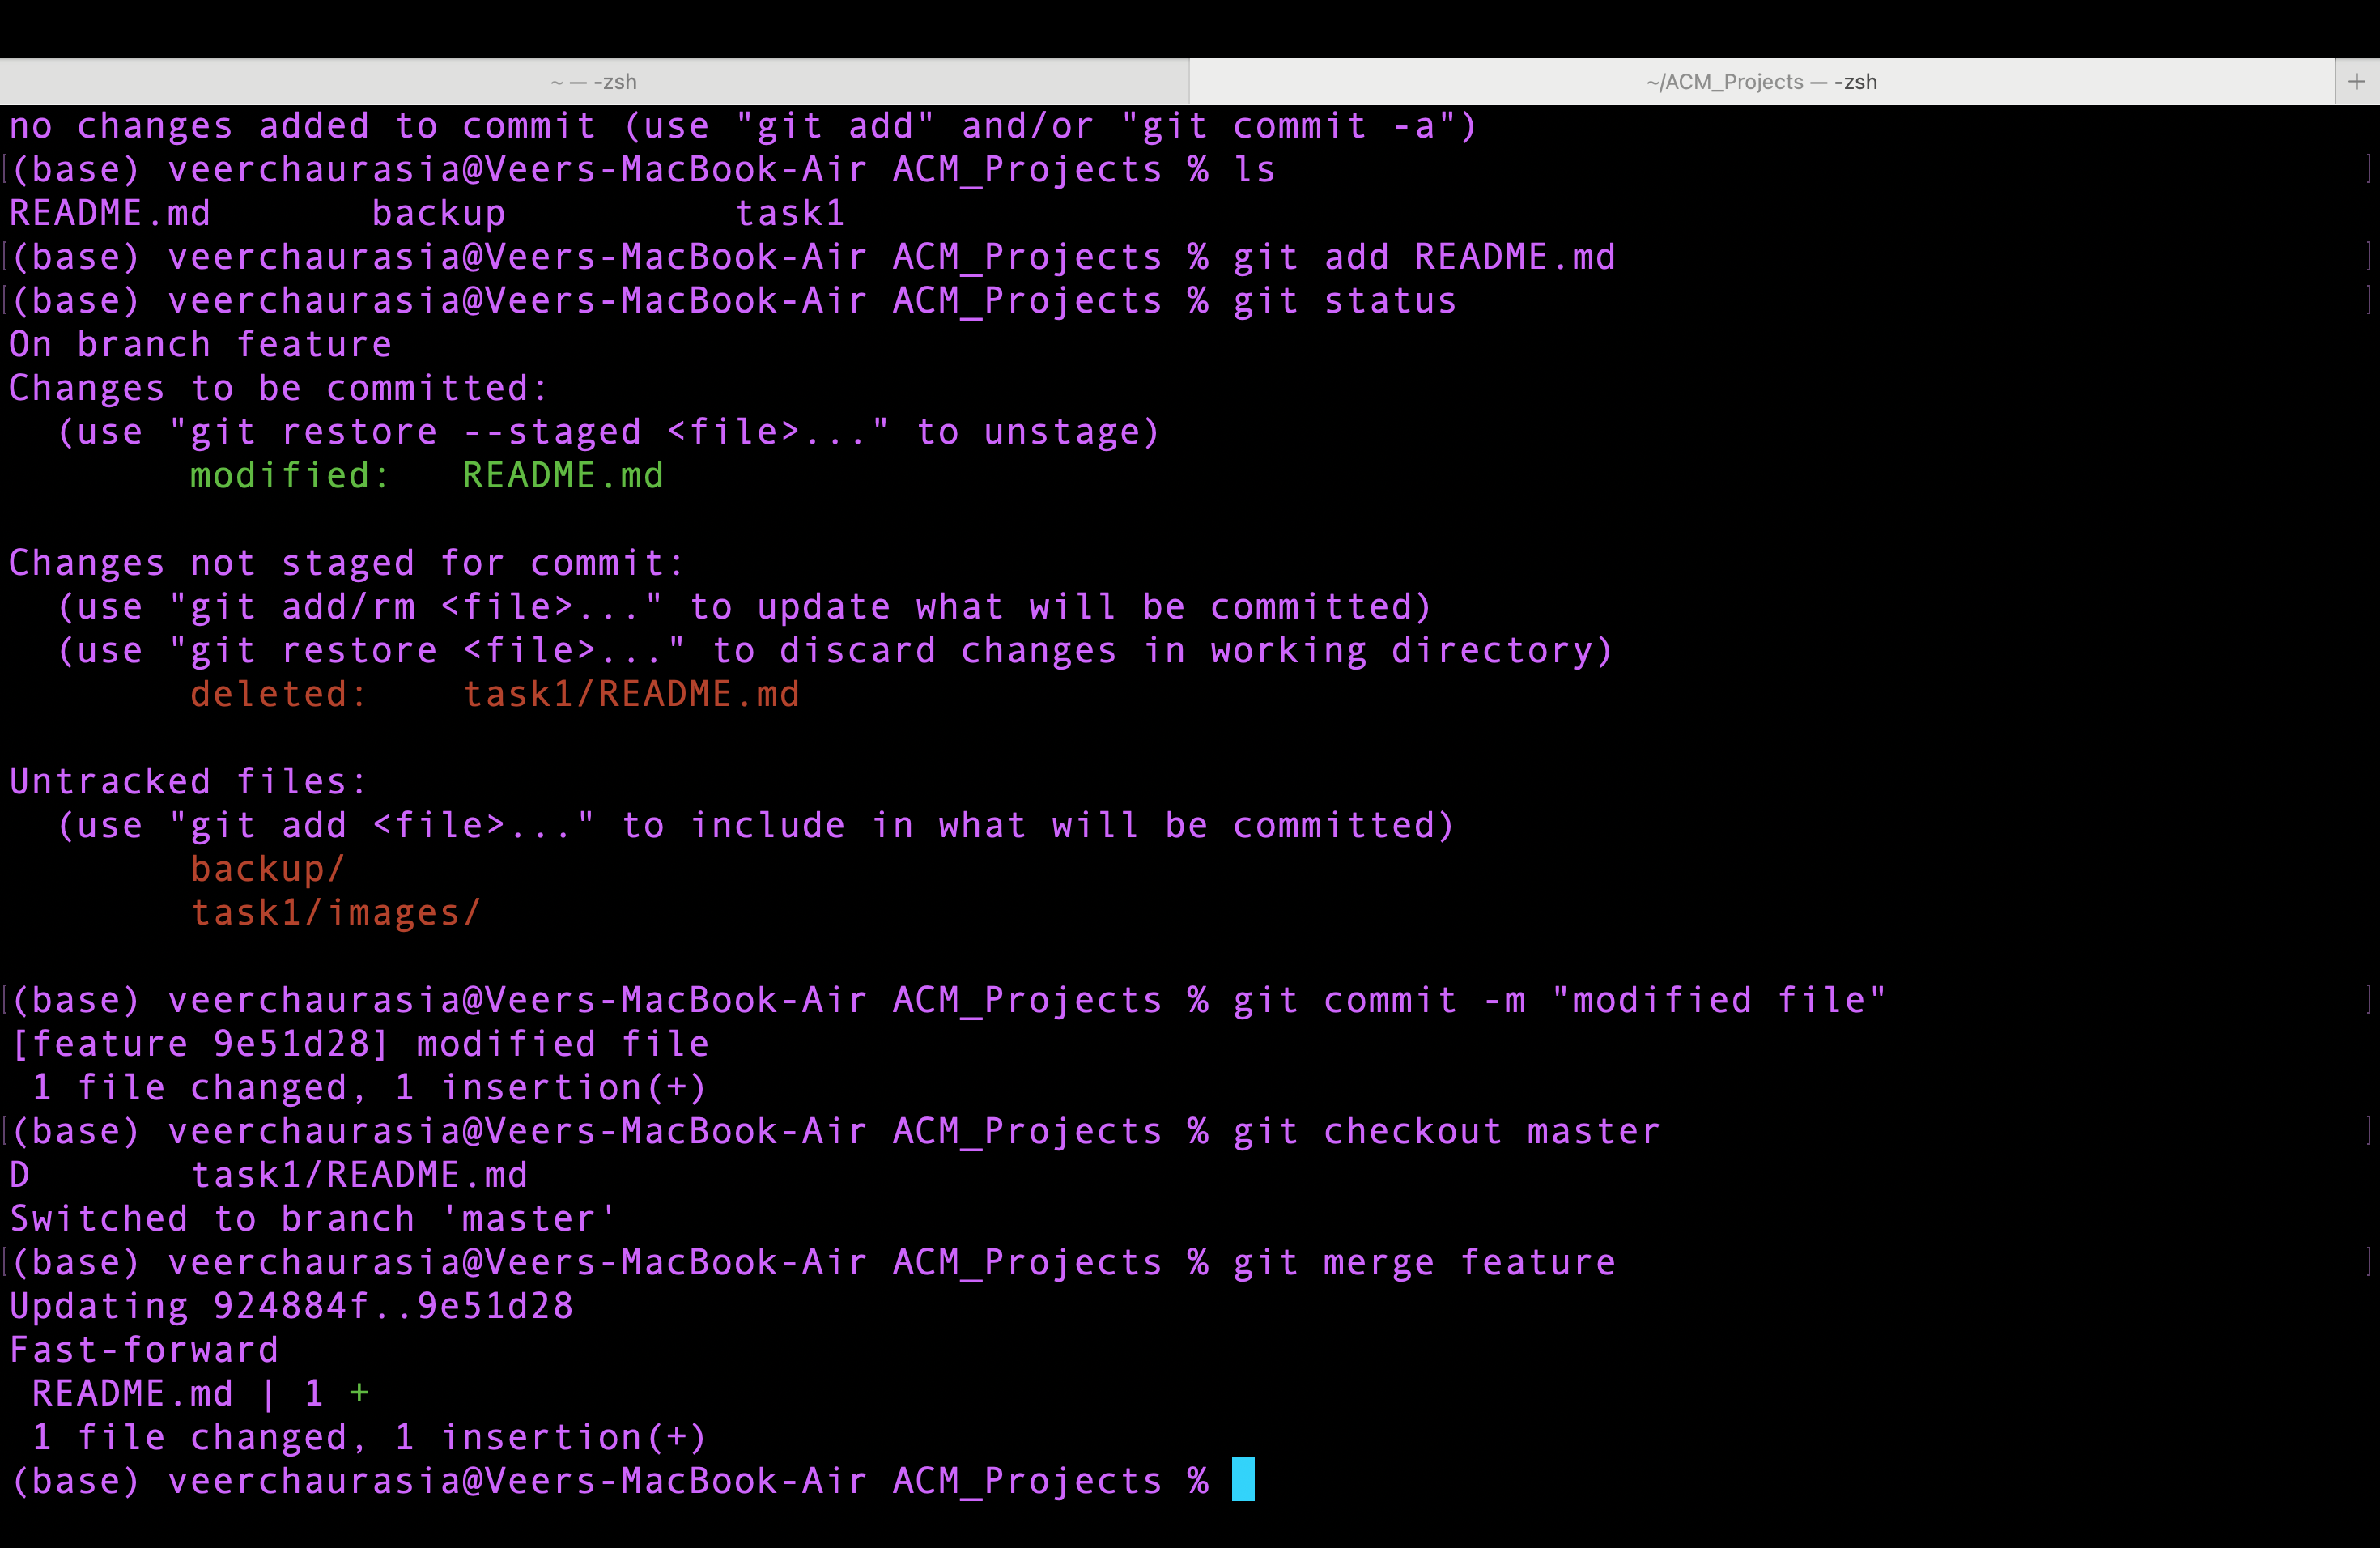 ~ — -zsh
~/ACM_Projects — -zsh
+
no changes added to commit (use "git add" and/or "git commit -a")
[(base) veerchaurasia@Veers-MacBook-Air ACM_Projects % ls ]
README.md       backup          task1
[(base) veerchaurasia@Veers-MacBook-Air ACM_Projects % git add README.md ]
[(base) veerchaurasia@Veers-MacBook-Air ACM_Projects % git status ]
On branch feature
Changes to be committed:
  (use "git restore --staged <file>..." to unstage)
        modified:   README.md

Changes not staged for commit:
  (use "git add/rm <file>..." to update what will be committed)
  (use "git restore <file>..." to discard changes in working directory)
        deleted:    task1/README.md

Untracked files:
  (use "git add <file>..." to include in what will be committed)
        backup/
        task1/images/

[(base) veerchaurasia@Veers-MacBook-Air ACM_Projects % git commit -m "modified file" ]
[feature 9e51d28] modified file
 1 file changed, 1 insertion(+)
[(base) veerchaurasia@Veers-MacBook-Air ACM_Projects % git checkout master ]
D       task1/README.md
Switched to branch 'master'
[(base) veerchaurasia@Veers-MacBook-Air ACM_Projects % git merge feature ]
Updating 924884f..9e51d28
Fast-forward
 README.md | 1 +
 1 file changed, 1 insertion(+)
(base) veerchaurasia@Veers-MacBook-Air ACM_Projects %